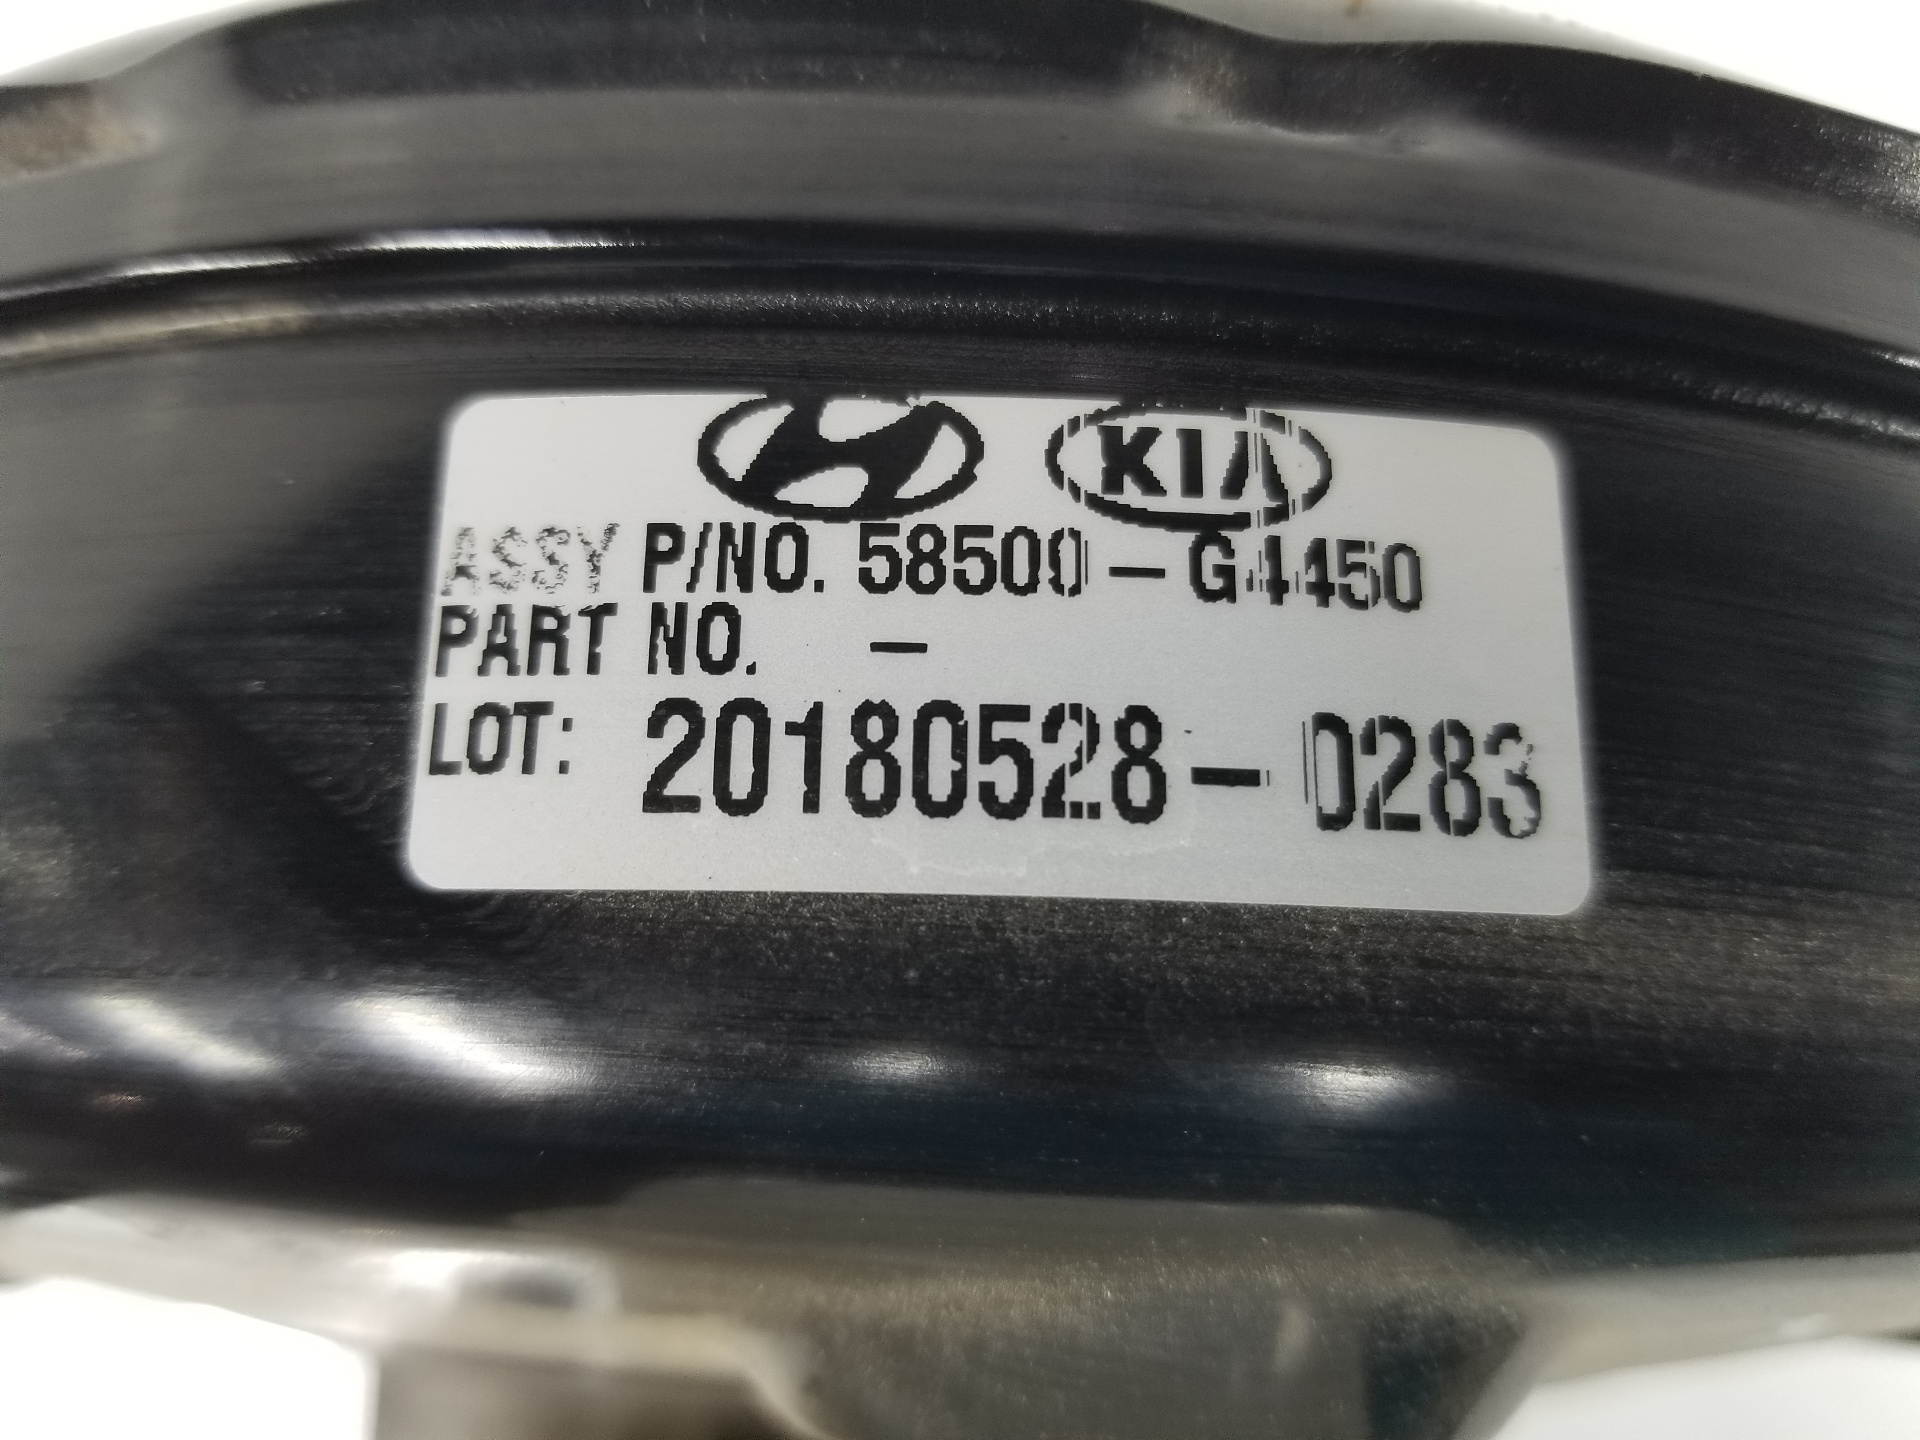 KIA
ASSY P/NO. 58500-G4450
PART NO. -
LOT: 20180528-0283